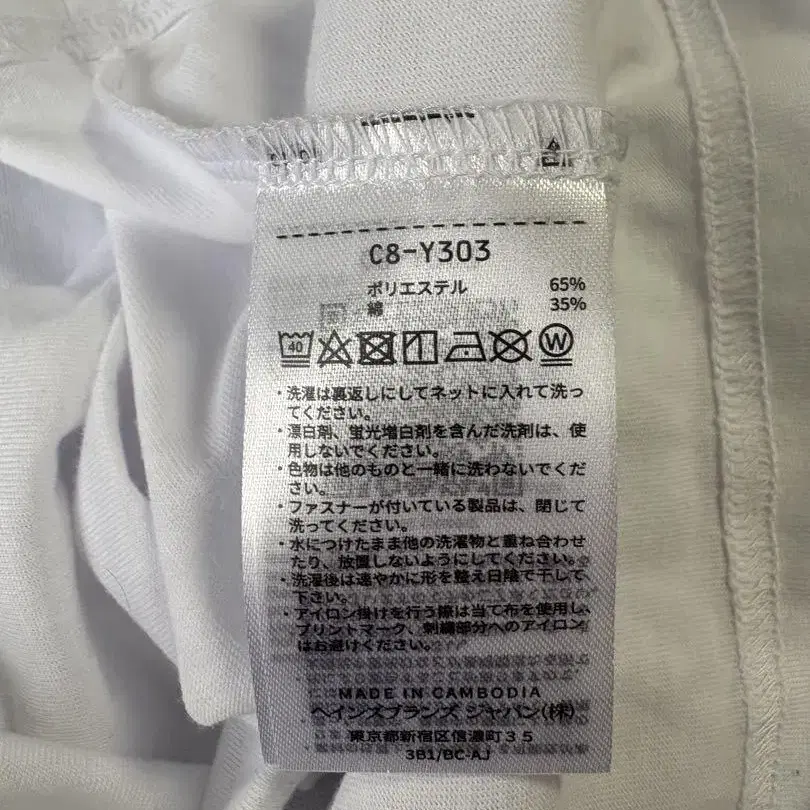 C8-Y303
ポリエステル 65%
綿 35%
40
W
・洗濯は裏返しにしてネットに入れて洗っ
てください。
・漂白剤、蛍光増白剤を含んだ洗剤は、使
用しないでください。
・色物は他のものと一緒に洗わないでくだ
さい。
・ファスナーが付いている製品は、閉じて
洗ってください。
・水につけたまま他の洗濯物と重ね合わせ
たり、放置しないようにしてください。
・洗濯後は速やかに形を整え日陰で干して
下さい。
・アイロン掛けを行う際は当て布を使用し、
プリントマーク、刺繍部分へのアイロン
はお避けください。
MADE IN CAMBODIA
ヘインズブランズ ジャパン(株)
東京都新宿区信濃町35
3B1/BC-AJ